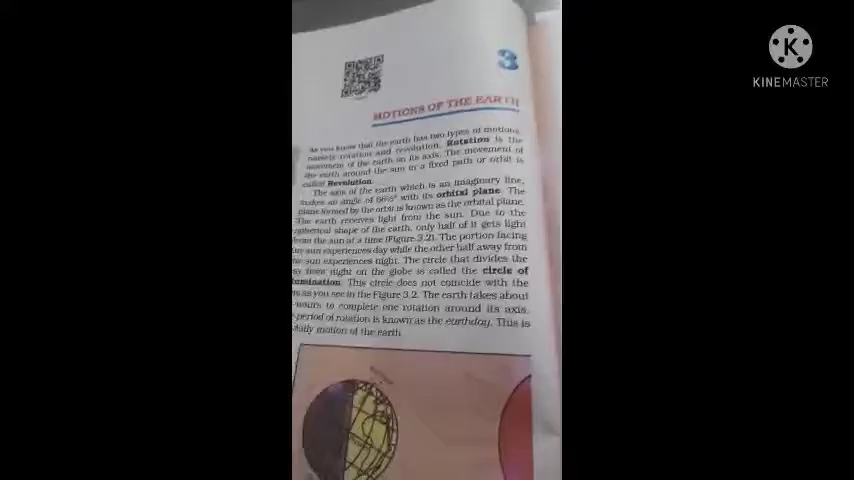 3
MOTIONS OF THE EARTH
As you know that the earth has two types of motions,
namely rotation and revolution. Rotation is the
movement of the earth on its axis. The movement of
the earth around the sun in a fixed path or orbit is
called Revolution.
The axis of the earth which is an imaginary line,
makes an angle of 66½° with its orbital plane. The
plane formed by the orbit is known as the orbital plane.
The earth receives light from the sun. Due to the
spherical shape of the earth, only half of it gets light
from the sun at a time (Figure 3.2). The portion facing
sun experiences day while the other half away from
sun experiences night. The circle that divides the
from night on the globe is called the circle of
umination. This circle does not coincide with the
as you see in the Figure 3.2. The earth takes about
hours to complete one rotation around its axis.
period of rotation is known as the earthday. This is
daily motion of the earth.
K
KINEMASTER